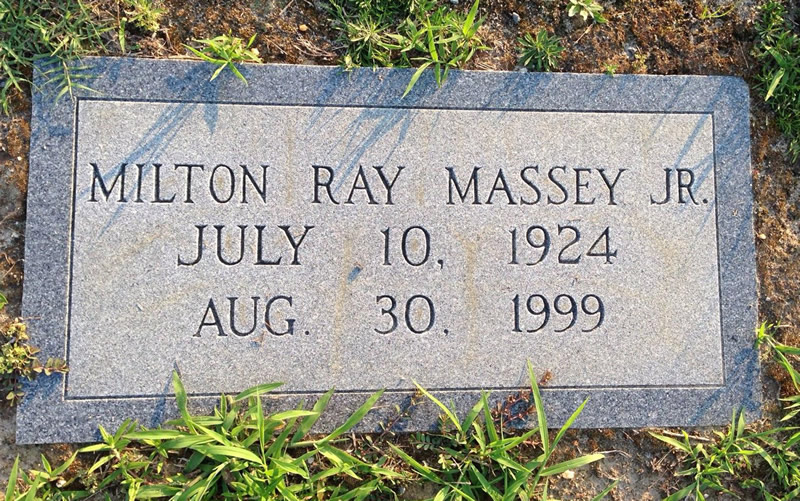 MILTON RAY MASSEY JR.
JULY 10, 1924
AUG. 30, 1999